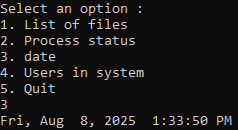 Select an option :
1. List of files
2. Process status
3. date
4. Users in system
5. Quit
3
Fri, Aug  8, 2025  1:33:50 PM